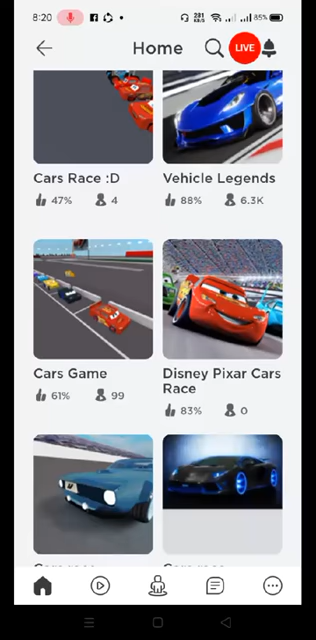 8:20
85%
Home
LIVE
Cars Race :D
Vehicle Legends
47%
4
88%
6.3K
Cars Game
Disney Pixar Cars
Race
61%
99
83%
0